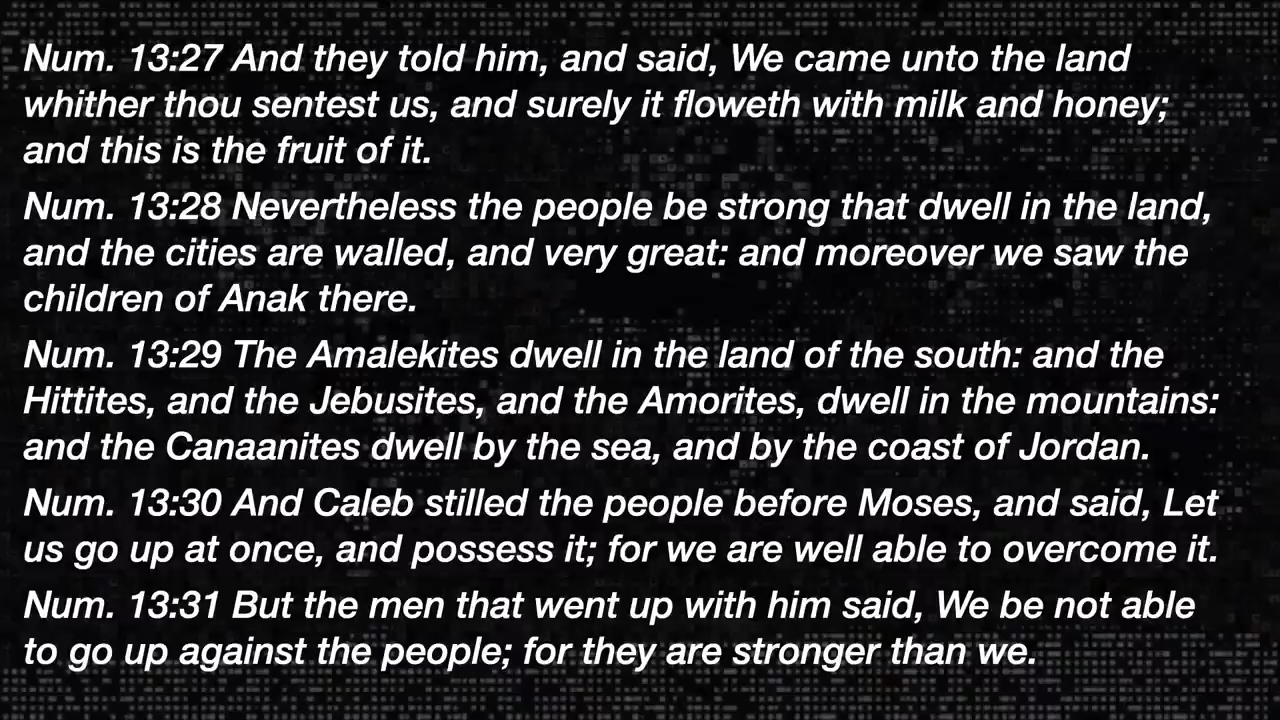 Num. 13:27 And they told him, and said, We came unto the land
whither thou sentest us, and surely it floweth with milk and honey;
and this is the fruit of it.
Num. 13:28 Nevertheless the people be strong that dwell in the land,
and the cities are walled, and very great: and moreover we saw the
children of Anak there.
Num. 13:29 The Amalekites dwell in the land of the south: and the
Hittites, and the Jebusites, and the Amorites, dwell in the mountains:
and the Canaanites dwell by the sea, and by the coast of Jordan.
Num. 13:30 And Caleb stilled the people before Moses, and said, Let
us go up at once, and possess it; for we are well able to overcome it.
Num. 13:31 But the men that went up with him said, We be not able
to go up against the people; for they are stronger than we.